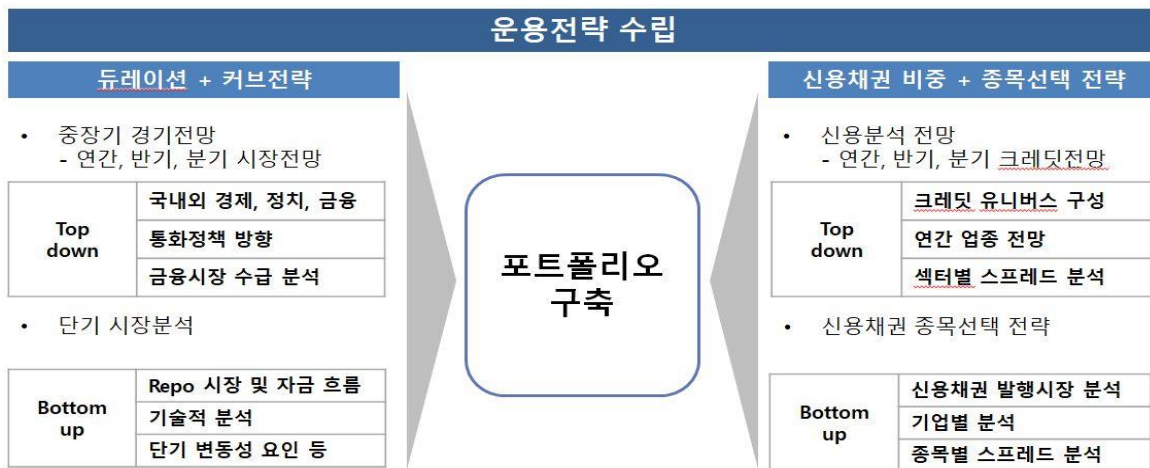 운용전략 수립
듀레이션 + 커브전략
• 중장기 경기전망
- 연간, 반기, 분기 시장전망
Top
down
국내외 경제, 정치, 금융
통화정책 방향
금융시장 수급 분석
• 단기 시장분석
Bottom
up
Repo 시장 및 자금 흐름
기술적 분석
단기 변동성 요인 등
포트폴리오
구축
신용채권 비중 + 종목선택 전략
• 신용분석 전망
- 연간, 반기, 분기 크레딧전망
Top
down
크레딧 유니버스 구성
연간 업종 전망
섹터별 스프레드 분석
• 신용채권 종목선택 전략
Bottom
up
신용채권 발행시장 분석
기업별 분석
종목별 스프레드 분석